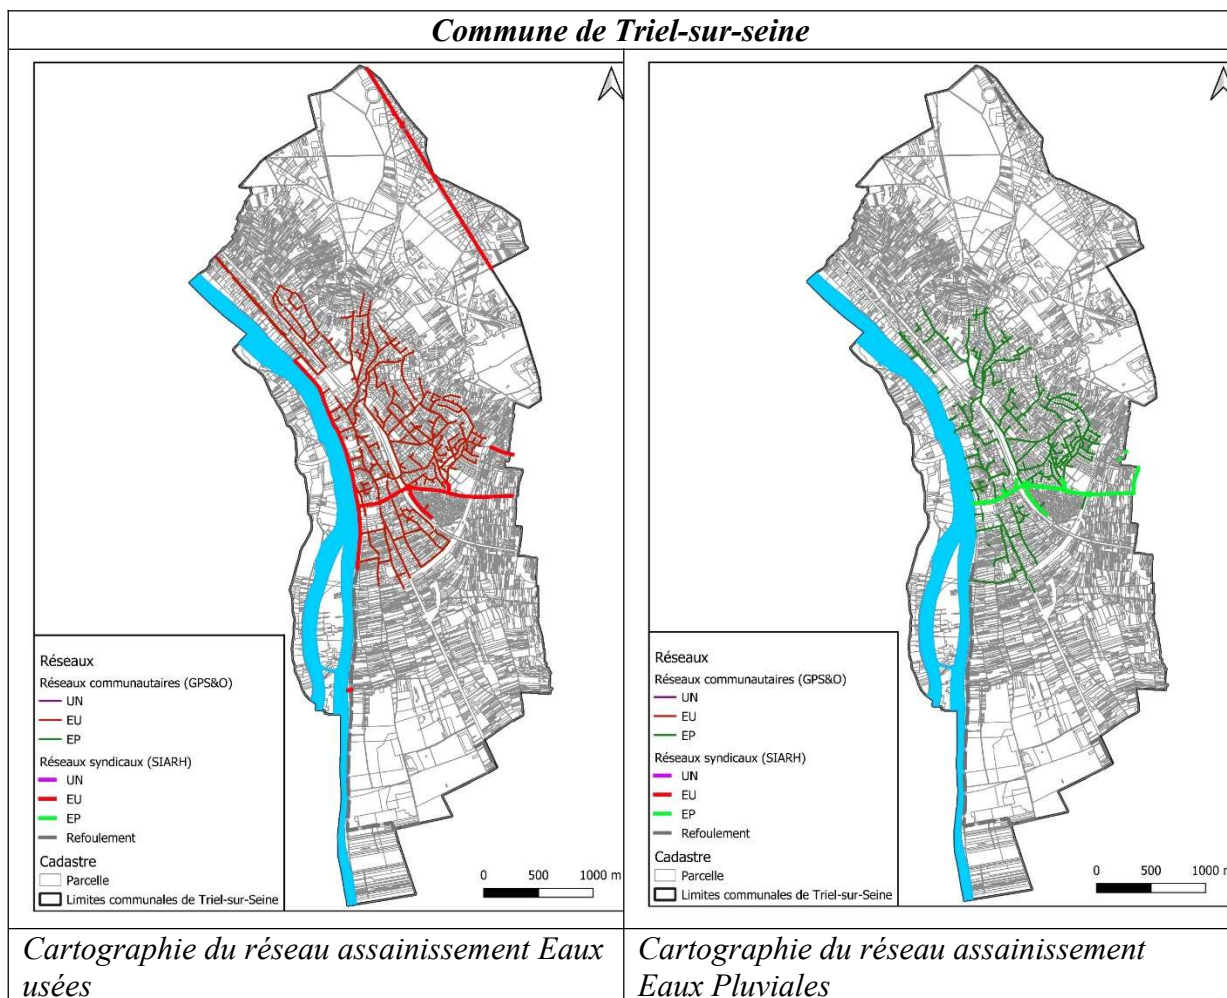 Commune de Triel-sur-seine
Réseaux
Réseaux communautaires (GPS&O)
UN
EU
EP
Réseaux syndicaux (SIARH)
UN
EU
EP
Refoulement
Cadastre
Parcelle
Limites communales de Triel-sur-Seine
0 500 1000 m
Réseaux
Réseaux communautaires (GPS&O)
UN
EU
EP
Réseaux syndicaux (SIARH)
UN
EU
EP
Refoulement
Cadastre
Parcelle
Limites communales de Triel-sur-Seine
0 500 1000 m
Cartographie du réseau assainissement Eaux
usées
Cartographie du réseau assainissement
Eaux Pluviales